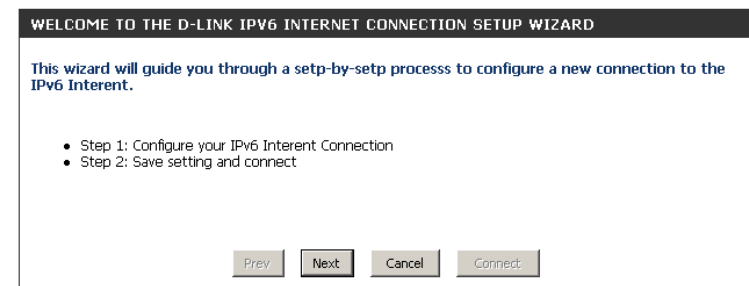 WELCOME TO THE D-LINK IPV6 INTERNET CONNECTION SETUP WIZARD
This wizard will guide you through a setp-by-setp processs to configure a new connection to the
IPv6 Interent.
• Step 1: Configure your IPv6 Interent Connection
• Step 2: Save setting and connect
Prev Next Cancel Connect